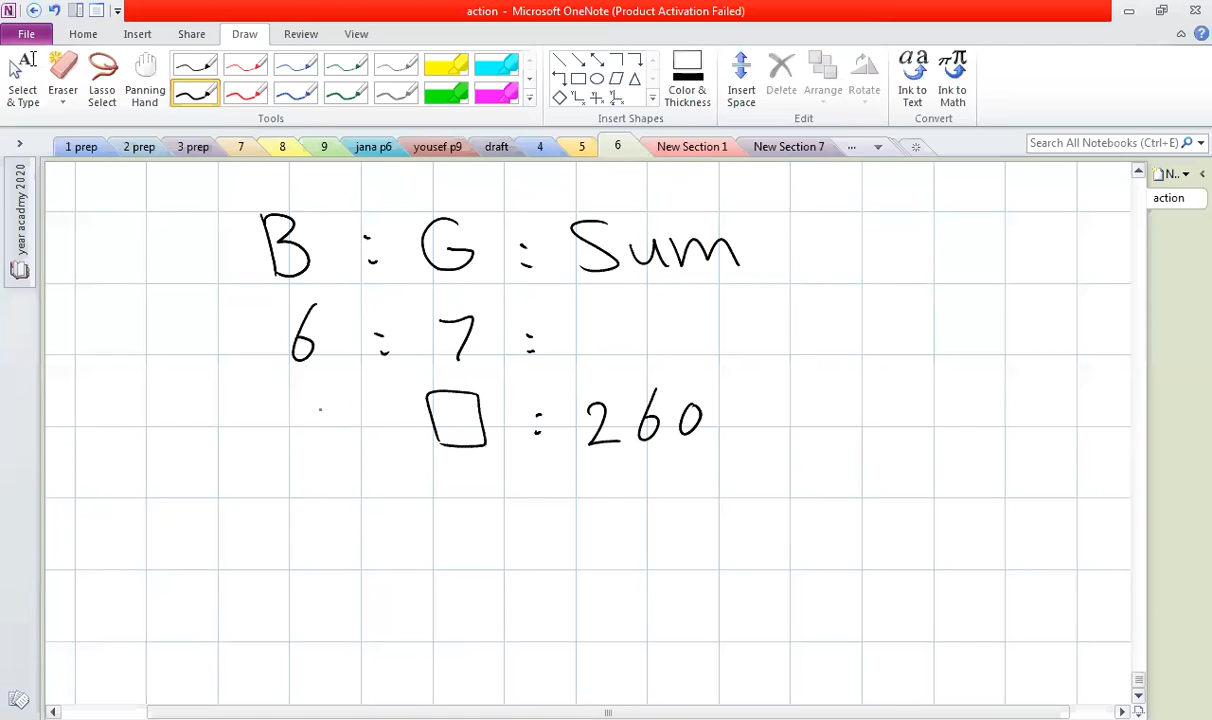 action - Microsoft OneNote (Product Activation Failed)
File Home Insert Share Draw Review View
Select & Type Eraser Lasso Select Panning Hand Color & Thickness Insert Space Delete Arrange Rotate Ink to Text Ink to Math
Tools Insert Shapes Edit Convert
1 prep 2 prep 3 prep 7 8 9 jana p6 yousef p9 draft 4 5 6 New Section 1 New Section 7 ... Search All Notebooks (Ctrl+E)
N..
action
year acadmy 2020
B : G : Sum
6 : 7 :
□ : 260